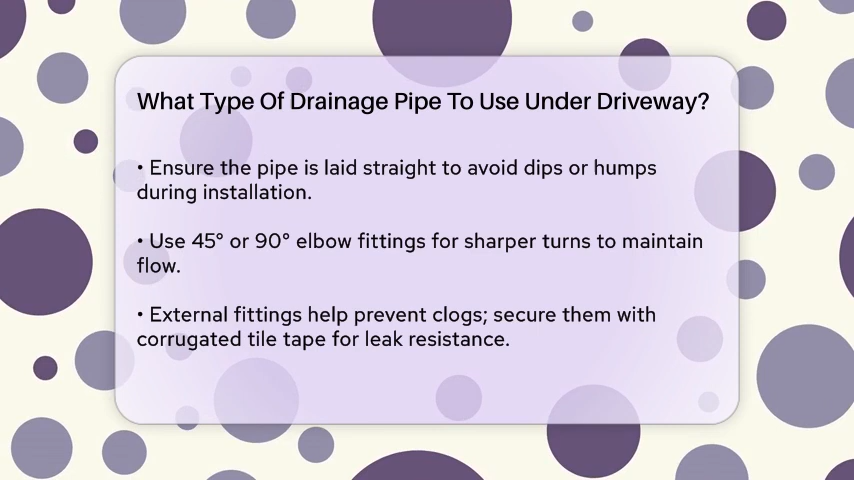 What Type Of Drainage Pipe To Use Under Driveway?
• Ensure the pipe is laid straight to avoid dips or humps
during installation.
• Use 45° or 90° elbow fittings for sharper turns to maintain
flow.
• External fittings help prevent clogs; secure them with
corrugated tile tape for leak resistance.